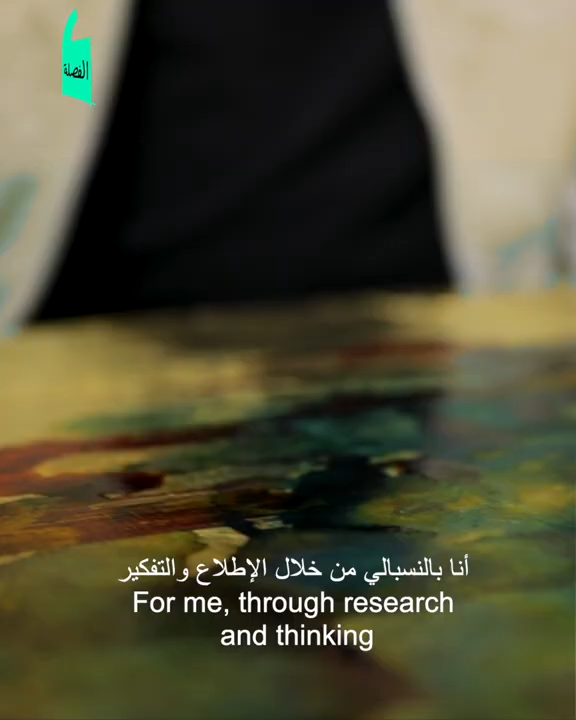 الفصلة
أنا بالنسبالي من خلال الإطلاع والتفكير
For me, through research
and thinking